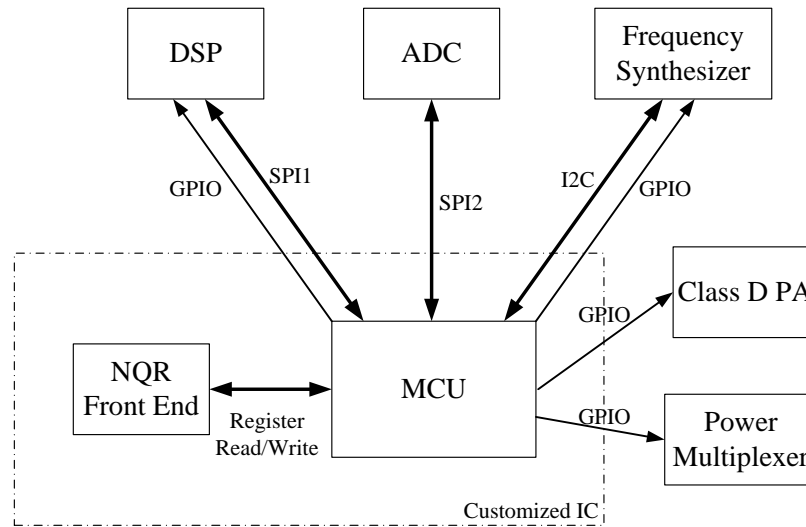 DSP
ADC
Frequency
Synthesizer
GPIO
SPI1
SPI2
I2C
GPIO
Class D PA
GPIO
NQR
Front End
MCU
Register
Read/Write
GPIO
Power
Multiplexer
Customized IC